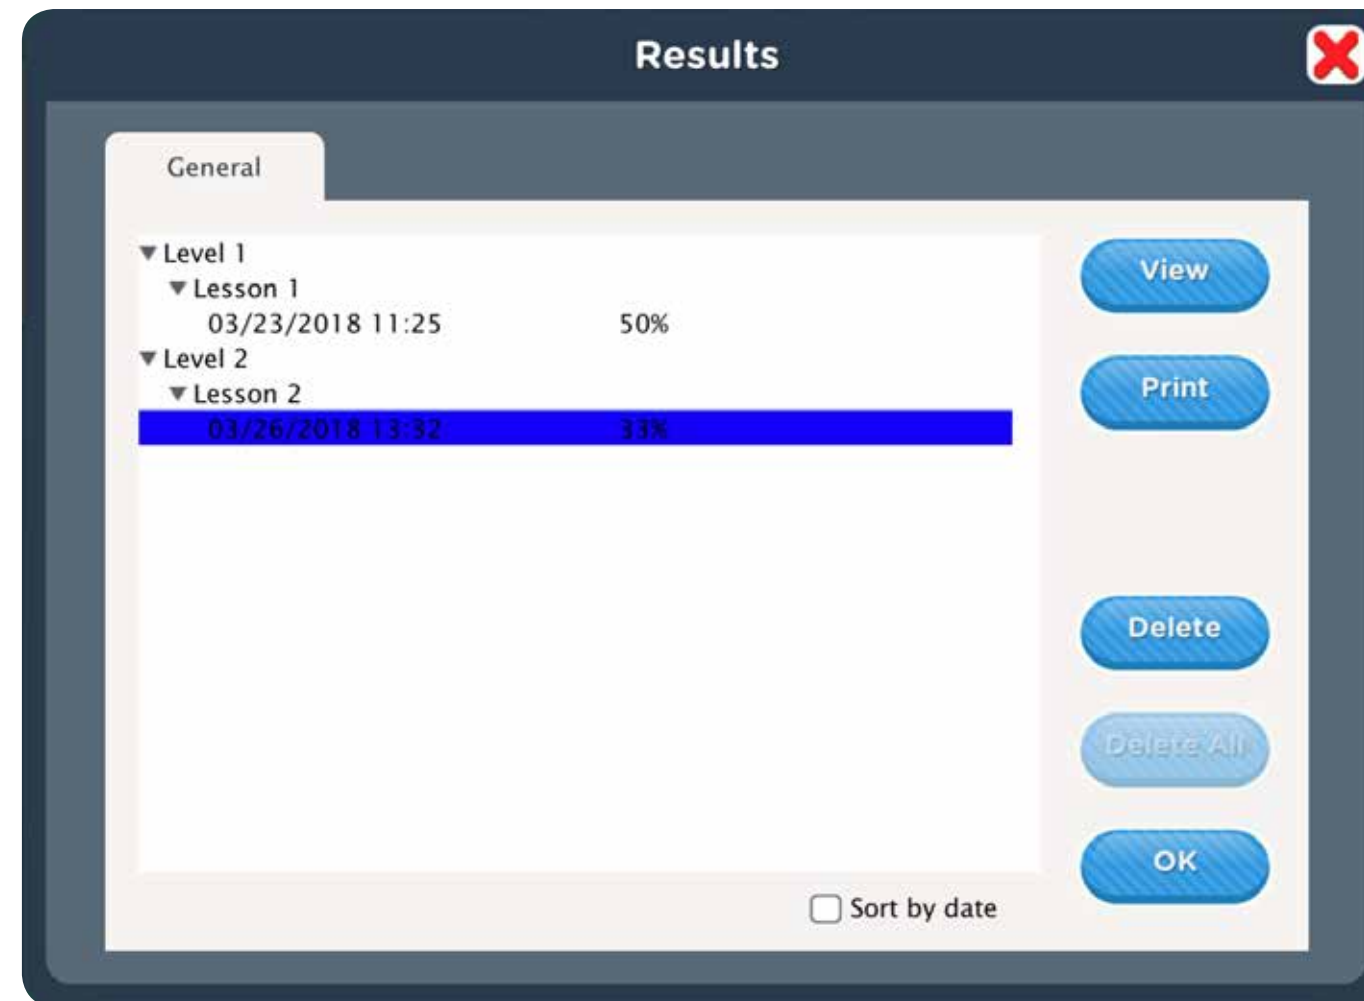 Results
General
Level 1
Lesson 1
03/23/2018 11:25 50%
Level 2
Lesson 2
03/26/2018 13:32 33%
View
Print
Delete
Delete All
OK
Sort by date